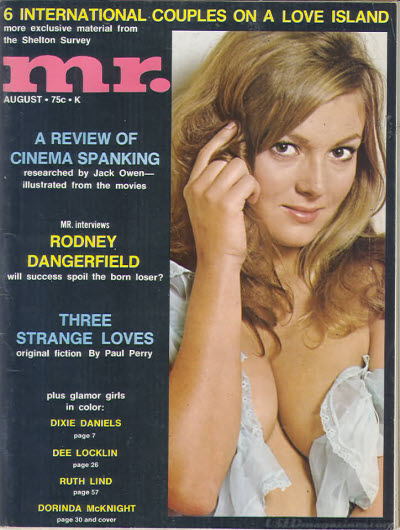 6 INTERNATIONAL COUPLES ON A LOVE ISLAND
more exclusive material from
the Shelton Survey
mr.
AUGUST • 75c • K
A REVIEW OF
CINEMA SPANKING
researched by Jack Owen—
illustrated from the movies
MR. interviews
RODNEY
DANGERFIELD
will success spoil the born loser?
THREE
STRANGE LOVES
original fiction By Paul Perry
plus glamor girls
in color:
DIXIE DANIELS
page 7
DEE LOCKLIN
page 26
RUTH LIND
page 57
DORINDA McKNIGHT
page 30 and cover